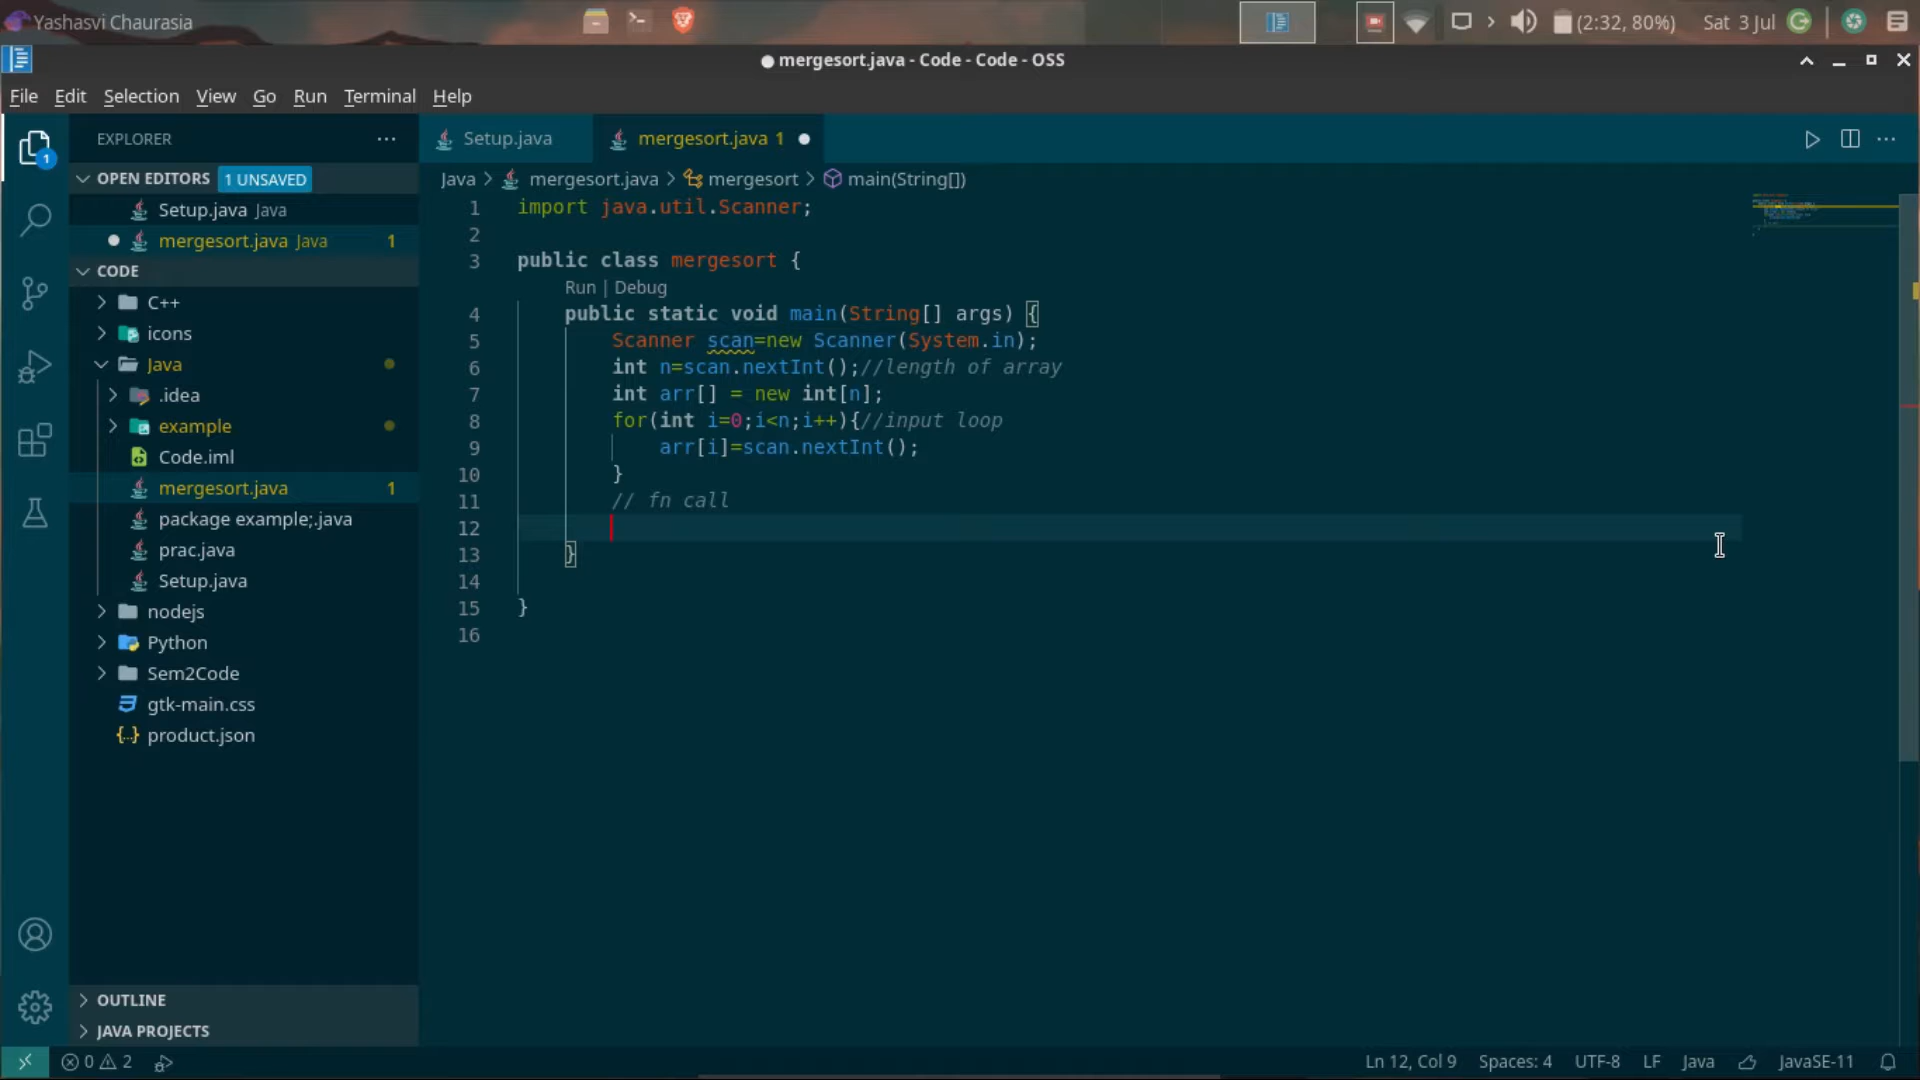 Yashasvi Chaurasia
(2:32, 80%)
Sat 3 Jul
mergesort.java - Code - Code - OSS
File Edit Selection View Go Run Terminal Help
EXPLORER
Setup.java
mergesort.java 1
OPEN EDITORS
1 UNSAVED
Java > mergesort.java > mergesort > main(String[])
Setup.java Java
mergesort.java Java 1
CODE
C++
icons
Java
.idea
example
Code.iml
mergesort.java 1
package example;.java
prac.java
Setup.java
nodejs
Python
Sem2Code
gtk-main.css
product.json
OUTLINE
JAVA PROJECTS
1 import java.util.Scanner;
2
3 public class mergesort {
Run | Debug
4 public static void main(String[] args) {
5 Scanner scan=new Scanner(System.in);
6 int n=scan.nextInt();//length of array
7 int arr[] = new int[n];
8 for(int i=0;i<n;i++){//input loop
9 arr[i]=scan.nextInt();
10 }
11 // fn call
12
13 }
14
15 }
16
0 2
Ln 12, Col 9 Spaces: 4 UTF-8 LF Java JavaSE-11